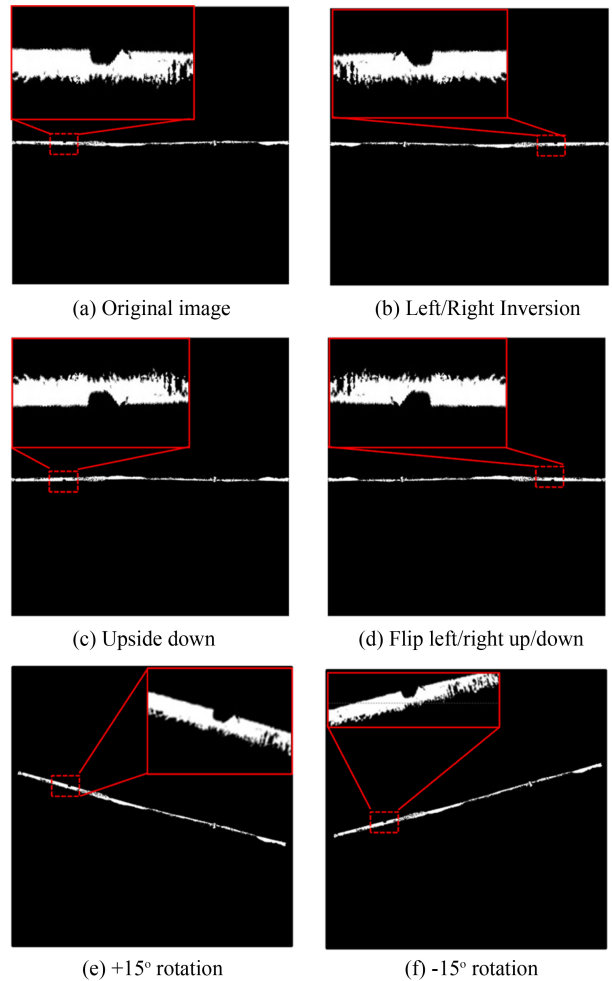 (a) Original image
(b) Left/Right Inversion
(c) Upside down
(d) Flip left/right up/down
(e) +15° rotation
(f) -15° rotation